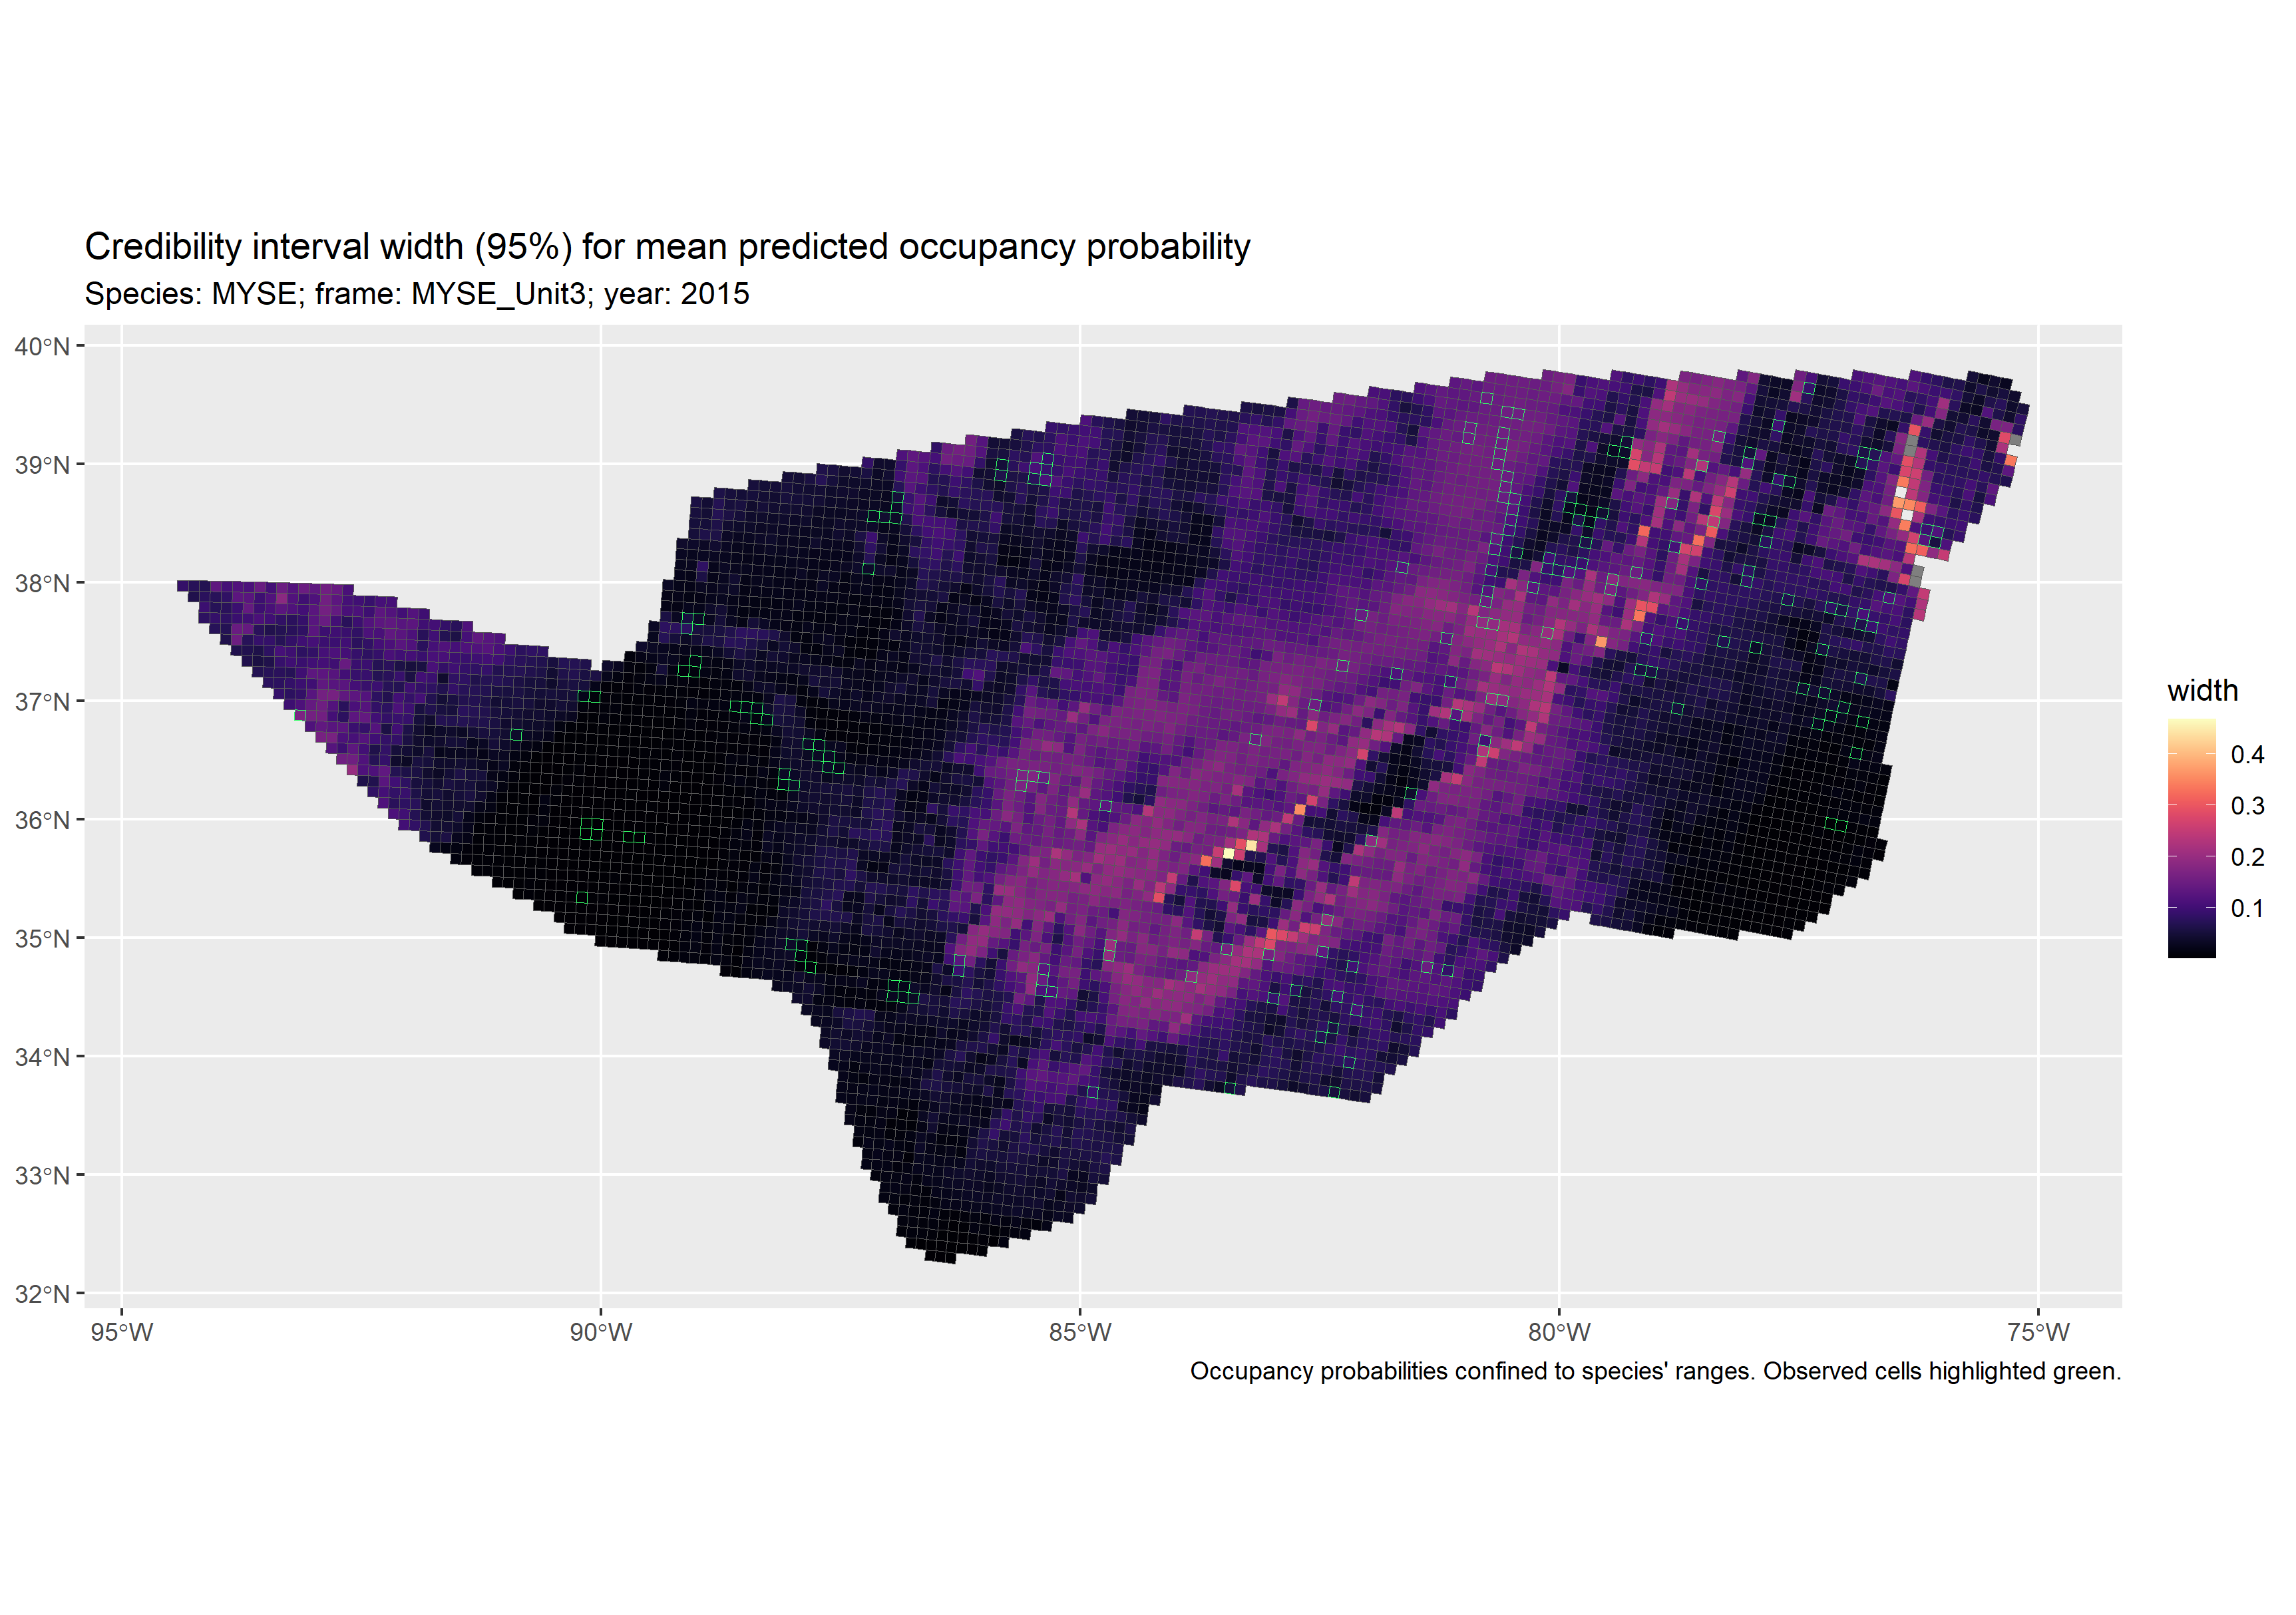 Credibility interval width (95%) for mean predicted occupancy probability
Species: MYSE; frame: MYSE_Unit3; year: 2015
40°N
39°N
38°N
37°N
36°N
35°N
34°N
33°N
32°N
95°W
90°W
85°W
80°W
75°W
width
0.4
0.3
0.2
0.1
Occupancy probabilities confined to species' ranges. Observed cells highlighted green.